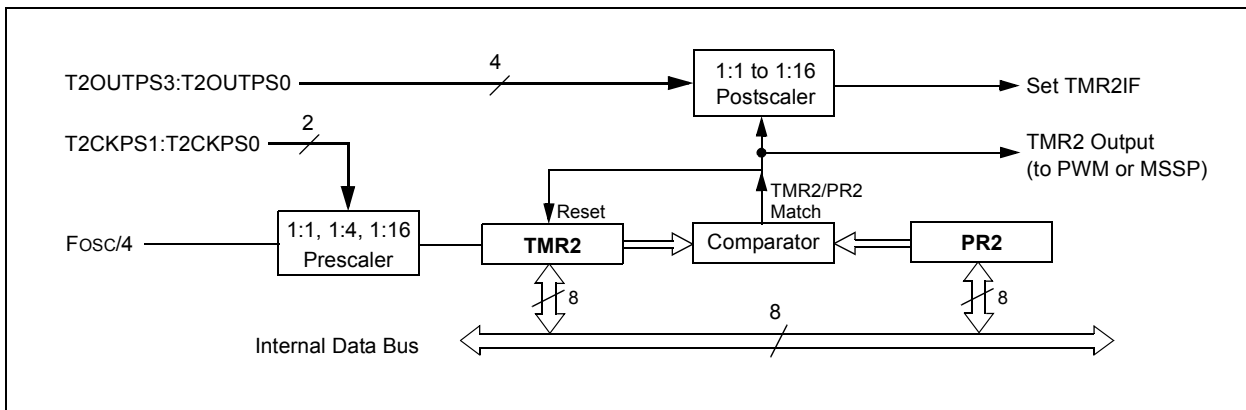 T2OUTPS3:T2OUTPS0
4
1:1 to 1:16
Postscaler
Set TMR2IF
T2CKPS1:T2CKPS0
2
TMR2 Output
(to PWM or MSSP)
Reset
TMR2/PR2
Match
FOSC/4
1:1, 1:4, 1:16
Prescaler
TMR2
Comparator
PR2
8
8
8
Internal Data Bus